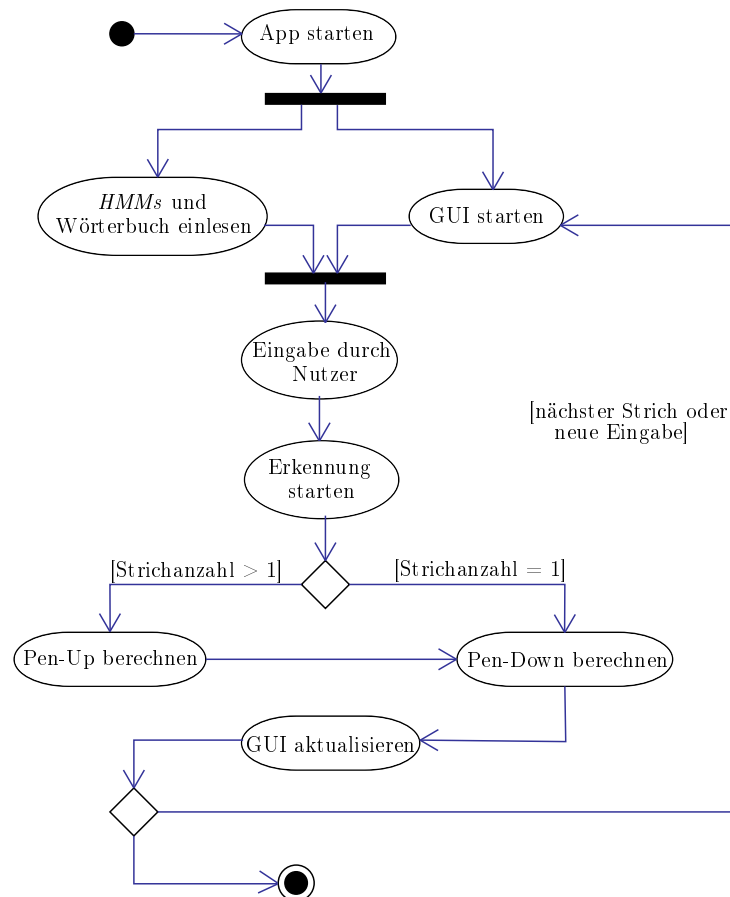 App starten
HMMs und
Wörterbuch einlesen
GUI starten
Eingabe durch
Nutzer
[nächster Strich oder
neue Eingabe]
Erkennung
starten
[Strichanzahl > 1]
[Strichanzahl = 1]
Pen-Up berechnen
Pen-Down berechnen
GUI aktualisieren